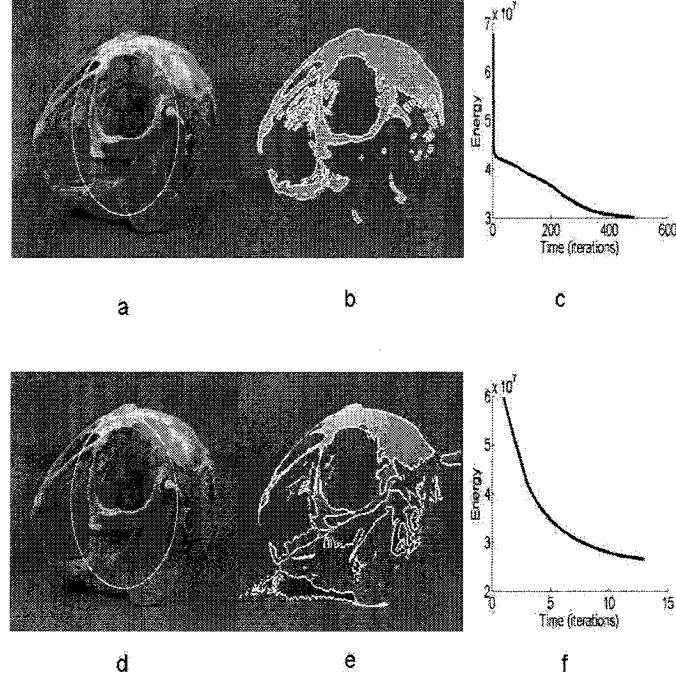 x 10⁷
7
6
5
4
3
Energy
0 200 400 600
Time (iterations)
a b c
x 10⁷
6
5
4
3
2
Energy
0 5 10 15
Time (iterations)
d e f